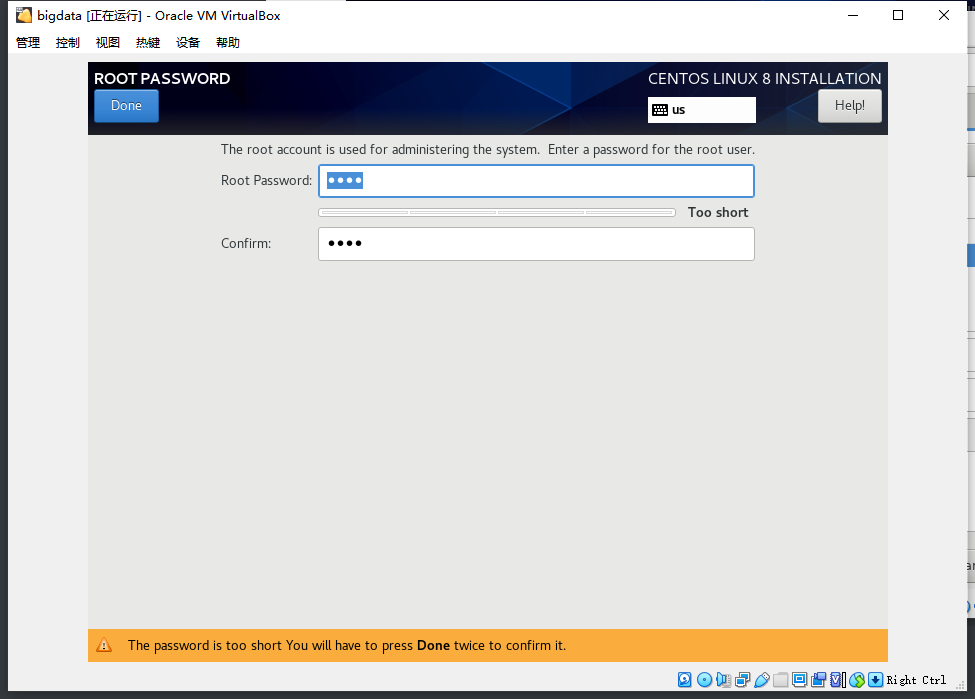 bigdata [正在运行] - Oracle VM VirtualBox
管理 控制 视图 热键 设备 帮助
ROOT PASSWORD
CENTOS LINUX 8 INSTALLATION
Done
us
Help!
The root account is used for administering the system.  Enter a password for the root user.
Root Password: ●●●●
Too short
Confirm: ●●●●
The password is too short You will have to press Done twice to confirm it.
Right Ctrl